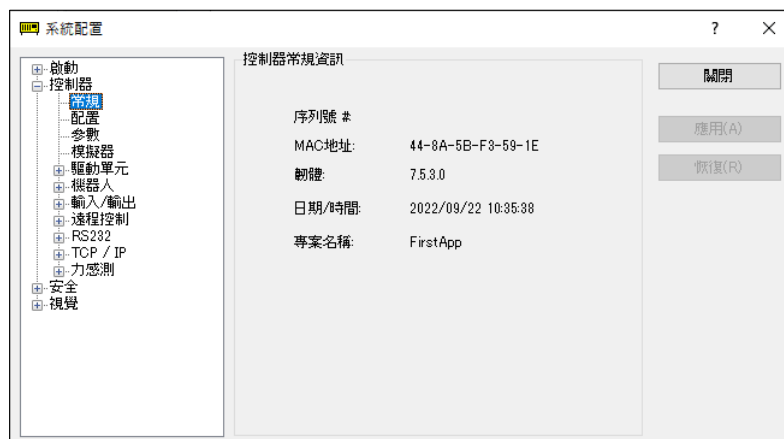 系統配置
?
啟動
控制器
常規
配置
參數
模擬器
驅動單元
機器人
輸入/輸出
遠程控制
RS232
TCP / IP
力感測
安全
視覺
控制器常規資訊
序列號 #
MAC地址: 44-8A-5B-F3-59-1E
韌體: 7.5.3.0
日期/時間: 2022/09/22 10:35:38
專案名稱: FirstApp
關閉
應用(A)
恢復(R)